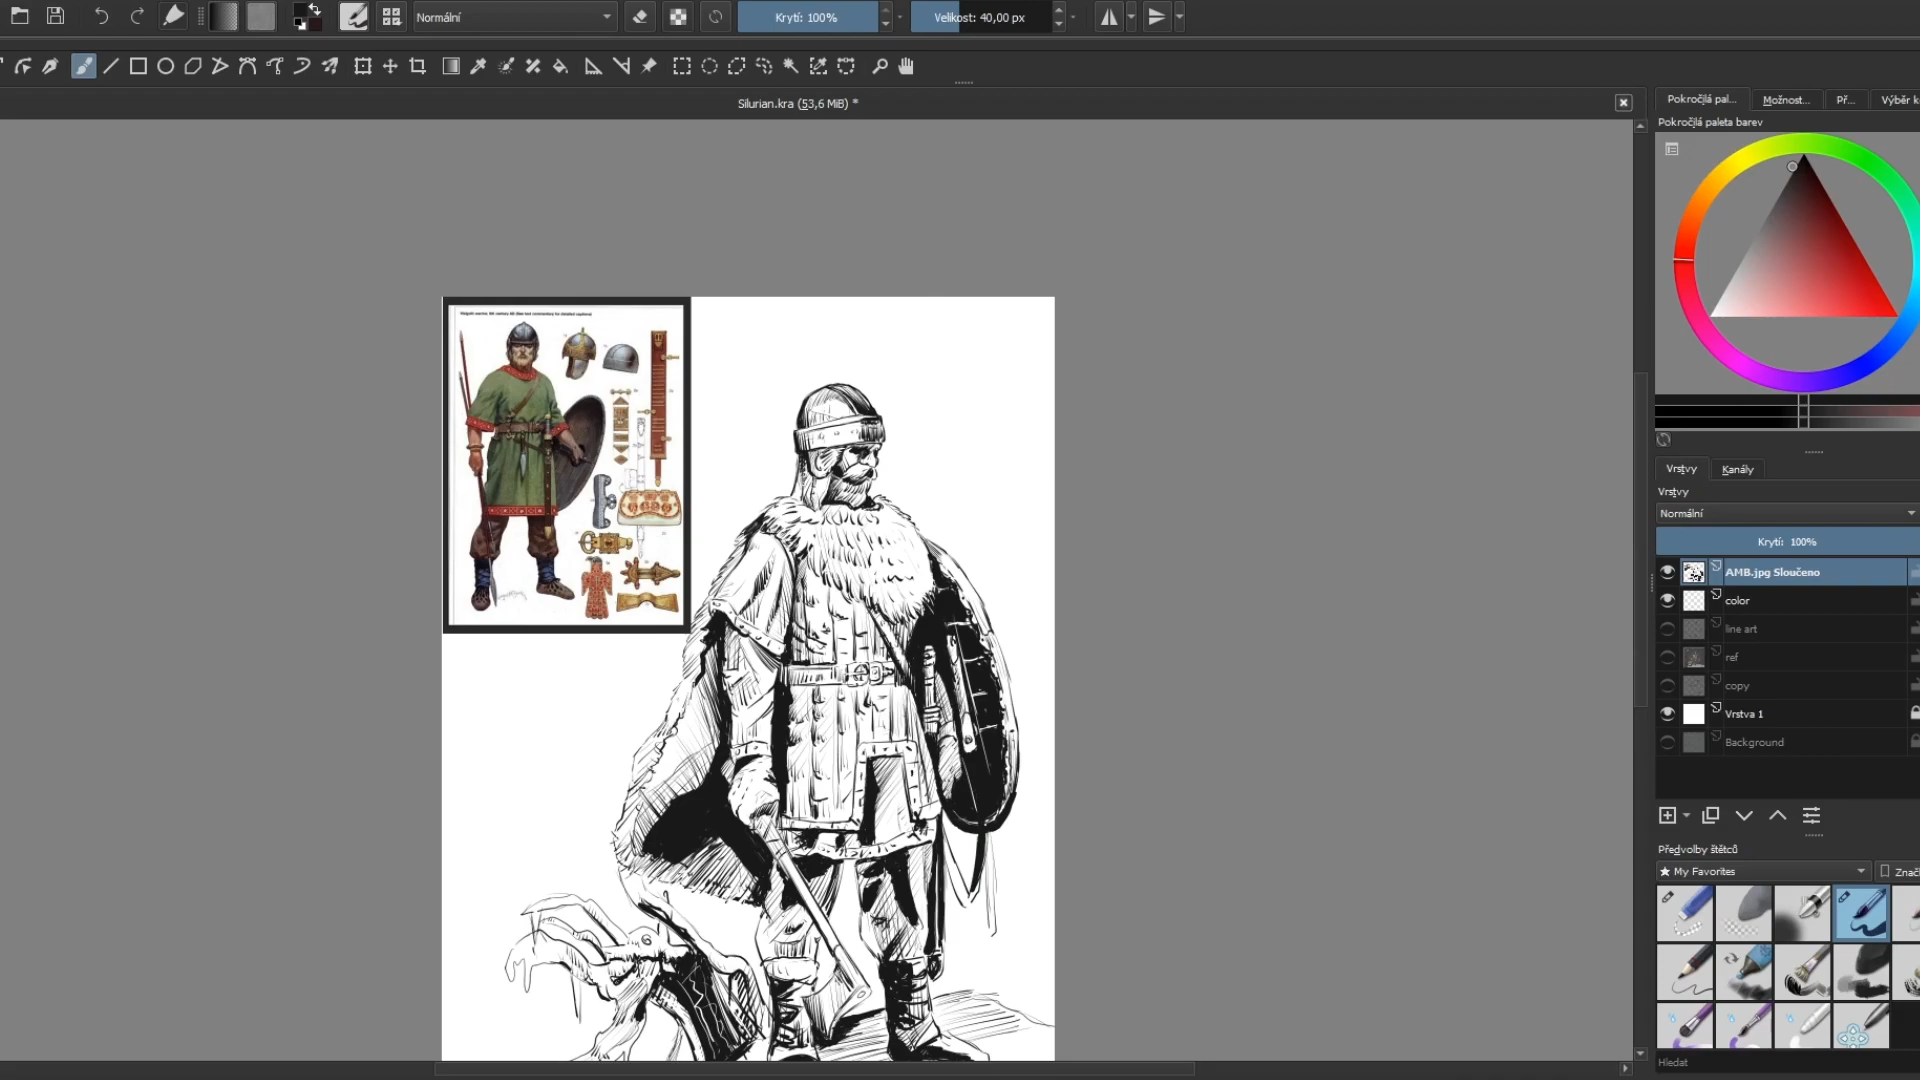 Normální
Krytí: 100%
Velikost: 40,00 px
Silurian.kra (53,6 MiB) *
Pokročilá pal...
Možnost...
Př...
Výběr k
Pokročilá paleta barev
Vrstvy
Kanály
Vrstvy
Normální
Krytí: 100%
AMB.jpg Sloučeno
color
line art
ref
copy
Vrstva 1
Background
Předvolby štětců
★ My Favorites
Znač
Hledat